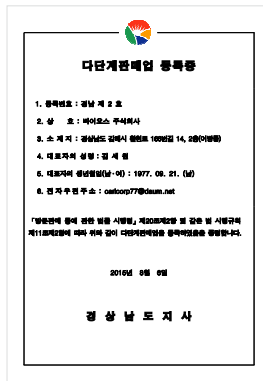 다단계판매업 등록증
1. 등록번호 : 경남 제 2 호
2. 상 호 : 바이오스 주식회사
3. 소 재 지 : 경상남도 김해시 165번길 14, 2층(어방동)
4. 대표자의 성명 : 김 세 현
5. 대표자의 생년월일(남·여) : 1977. 09. 21. (남)
6. 전 자 우 편 주 소 : carlcorp77@daum.net
「방문판매 등에 관한 법률 시행령」 제20조제2항 및 같은 법 시행규칙
제11조제2항에 따라 위와 같이 다단계판매업을 등록하였음을 증명합니다.
2015년 8월 6일
경 상 남 도 지 사